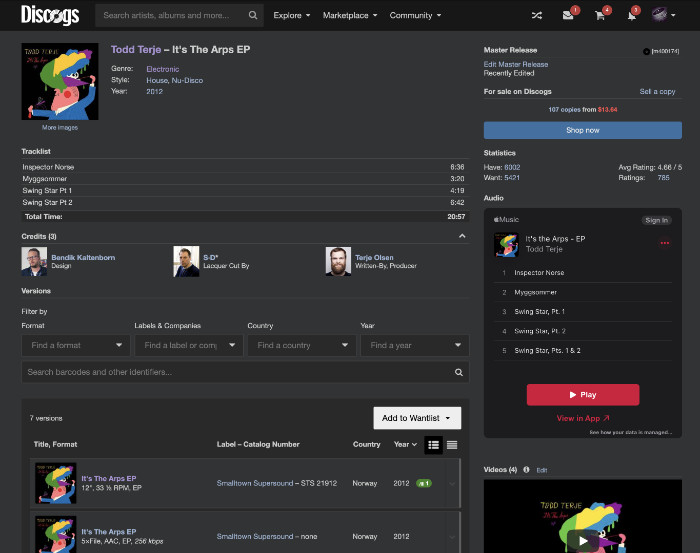 Discogs
Search artists, albums and more...
Explore
Marketplace
Community
1
4
3
TODD TERJE
Todd Terje – It's The Arps EP
Genre: Electronic
Style: House, Nu-Disco
Year: 2012
More images
Tracklist
Inspector Norse 6:36
Myggsommer 3:20
Swing Star Pt 1 4:19
Swing Star Pt 2 6:42
Total Time: 20:57
Credits (3)
Bendik Kaltenborn
Design
S-D*
Lacquer Cut By
Terje Olsen
Written-By, Producer
Versions
Filter by
Format
Labels & Companies
Country
Year
Find a format
Find a label or comp
Find a country
Find a year
Search barcodes and other identifiers...
7 versions
Add to Wantlist
Title, Format
Label – Catalog Number
Country
Year
It's The Arps EP
12", 33 ⅓ RPM, EP
Smalltown Supersound – STS 21912
Norway
2012
1
It's The Arps EP
5×File, AAC, EP, 256 kbps
Smalltown Supersound – none
Norway
2012
Master Release
[m400174]
Edit Master Release
Recently Edited
For sale on Discogs
Sell a copy
107 copies from $13.64
Shop now
Statistics
Have: 6002
Avg Rating: 4.66 / 5
Want: 5421
Ratings: 785
Audio
Music
Sign In
It's the Arps - EP
Todd Terje
1 Inspector Norse
2 Myggsommer
3 Swing Star, Pt. 1
4 Swing Star, Pt. 2
5 Swing Star, Pts. 1 & 2
Play
View in App
See how your data is managed...
Videos (4)
Edit
TODD TERJE